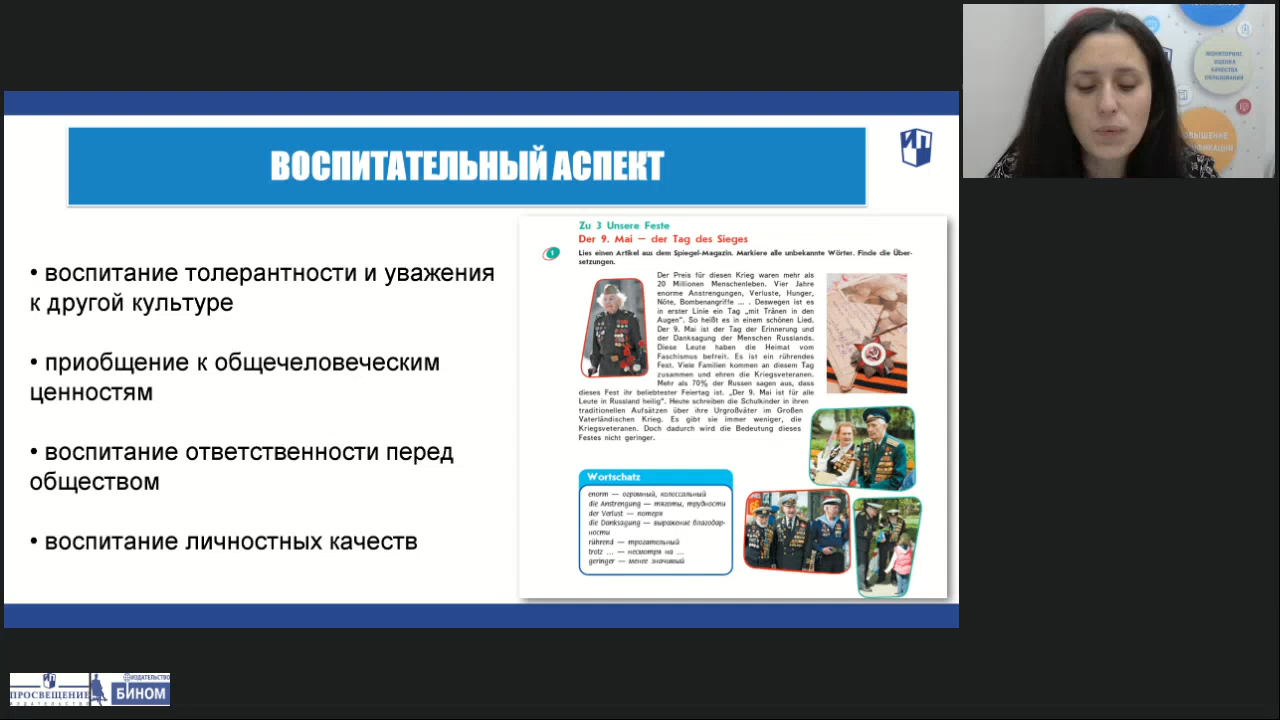 ВОСПИТАТЕЛЬНЫЙ АСПЕКТ
ИП
• воспитание толерантности и уважения
к другой культуре
• приобщение к общечеловеческим
ценностям
• воспитание ответственности перед
обществом
• воспитание личностных качеств
Zu 3 Unsere Feste
Der 9. Mai — der Tag des Sieges
1
Lies einen Artikel aus dem Spiegel-Magazin. Markiere alle unbekannte Wörter. Finde die Über-
setzungen.
Der Preis für diesen Krieg waren mehr als
20 Millionen Menschenleben. Vier Jahre
enorme Anstrengungen, Verluste, Hunger,
Nöte, Bombenangriffe ... . Deswegen ist es
in erster Linie ein Tag „mit Tränen in den
Augen“. So heißt es in einem schönen Lied.
Der 9. Mai ist der Tag der Erinnerung und
der Danksagung der Menschen Russlands.
Diese Leute haben die Heimat vom
Faschismus befreit. Es ist ein rührendes
Fest. Viele Familien kommen an diesem Tag
zusammen und ehren die Kriegsveteranen.
Mehr als 70% der Russen sagen aus, dass
dieses Fest ihr beliebtester Feiertag ist. „Der 9. Mai ist für alle
Leute in Russland heilig“. Heute schreiben die Schulkinder in ihren
traditionellen Aufsätzen über ihre Urgroßväter im Großen
Vaterländischen Krieg. Es gibt sie immer weniger, die
Kriegsveteranen. Doch dadurch wird die Bedeutung dieses
Festes nicht geringer.
Wortschatz
enorm — огромный, колоссальный
die Anstrengung — тяготы, трудности
der Verlust — потеря
die Danksagung — выражение благодар-
ности
rührend — трогательный
trotz ... — несмотря на ...
geringer — менее значимый
МОНИТОРИНГ
ОЦЕНКА
КАЧЕСТВА
ОБРАЗОВАНИЯ
ПРОСВЕЩЕНИЕ
ИЗДАТЕЛЬСТВО
ИЗДАТЕЛЬСТВО
БИНОМ